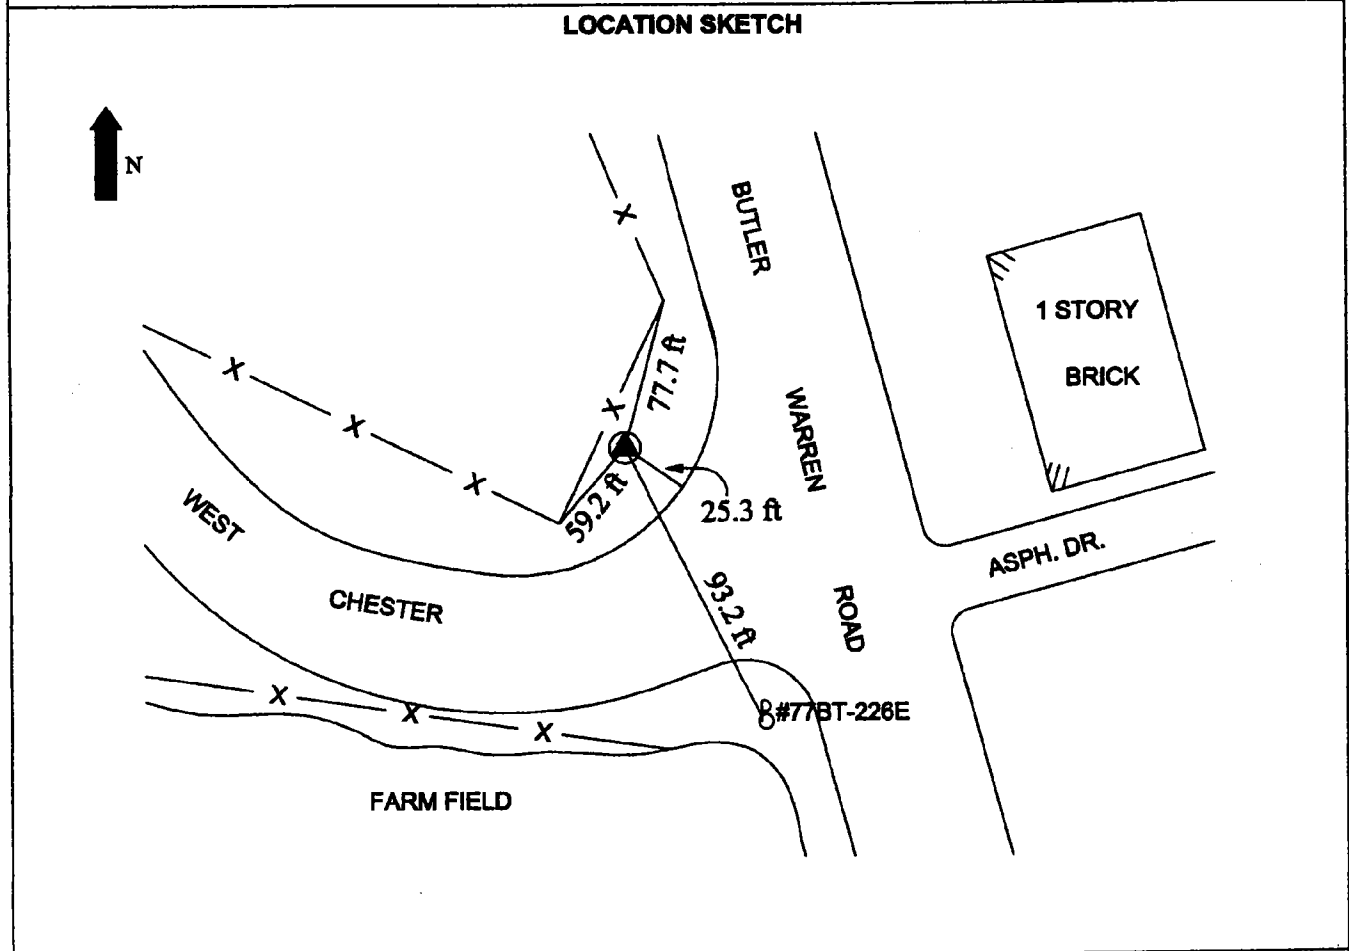 LOCATION SKETCH
N
BUTLER
WARREN
ROAD
1 STORY
BRICK
X
77.7 ft
X
X
X
X
X
59.2 ft
25.3 ft
WEST
CHESTER
ASPH. DR.
93.2 ft
#77BT-226E
X
X
X
FARM FIELD